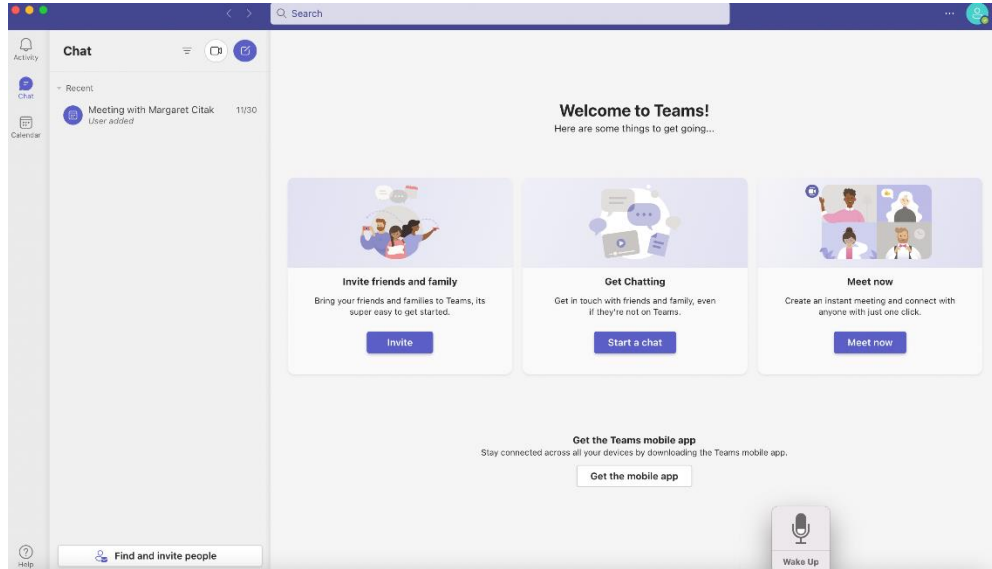 Search
Activity
Chat
Calendar
Help
Chat
Recent
Meeting with Margaret Citak 11/30
User added
Find and invite people
Welcome to Teams!
Here are some things to get going...
Invite friends and family
Bring your friends and families to Teams, its
super easy to get started.
Invite
Get Chatting
Get in touch with friends and family, even
if they're not on Teams.
Start a chat
Meet now
Create an instant meeting and connect with
anyone with just one click.
Meet now
Get the Teams mobile app
Stay connected across all your devices by downloading the Teams mobile app.
Get the mobile app
Wake Up